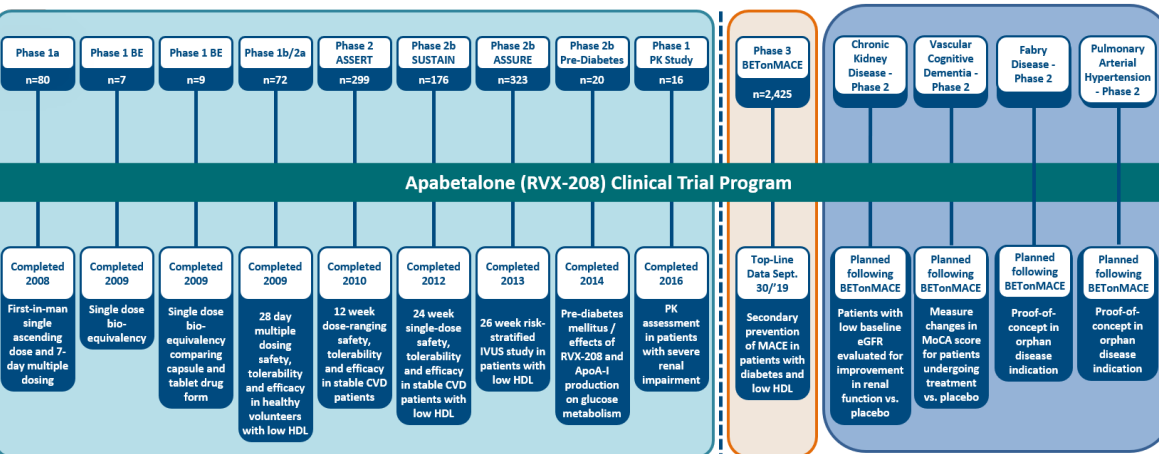 Phase 1a
n=80
Phase 1 BE
n=7
Phase 1 BE
n=9
Phase 1b/2a
n=72
Phase 2
ASSERT
n=299
Phase 2b
SUSTAIN
n=176
Phase 2b
ASSURE
n=323
Phase 2b
Pre-Diabetes
n=20
Phase 1
PK Study
n=16
Phase 3
BETonMACE
n=2,425
Chronic
Kidney
Disease -
Phase 2
Vascular
Cognitive
Dementia -
Phase 2
Fabry
Disease -
Phase 2
Pulmonary
Arterial
Hypertension
- Phase 2
Apabetalone (RVX-208) Clinical Trial Program
Completed
2008
First-in-man
single
ascending
dose and 7-
day multiple
dosing
Completed
2009
Single dose
bio-
equivalency
Completed
2009
Single dose
bio-
equivalency
comparing
capsule and
tablet drug
form
Completed
2009
28 day
multiple
dosing safety,
tolerability
and efficacy
in healthy
volunteers
with low HDL
Completed
2010
12 week
dose-ranging
safety,
tolerability
and efficacy
in stable CVD
patients
Completed
2012
24 week
single-dose
safety,
tolerability
and efficacy
in stable CVD
patients with
low HDL
Completed
2013
26 week risk-
stratified
IVUS study in
patients with
low HDL
Completed
2014
Pre-diabetes
mellitus /
effects of
RVX-208 and
ApoA-I
production
on glucose
metabolism
Completed
2016
PK
assessment
in patients
with severe
renal
impairment
Top-Line
Data Sept.
30/'19
Secondary
prevention
of MACE in
patients with
diabetes and
low HDL
Planned
following
BETonMACE
Patients with
low baseline
eGFR
evaluated for
improvement
in renal
function vs.
placebo
Planned
following
BETonMACE
Measure
changes in
MoCA score
for patients
undergoing
treatment
vs. placebo
Planned
following
BETonMACE
Proof-of-
concept in
orphan
disease
indication
Planned
following
BETonMACE
Proof-of-
concept in
orphan
disease
indication